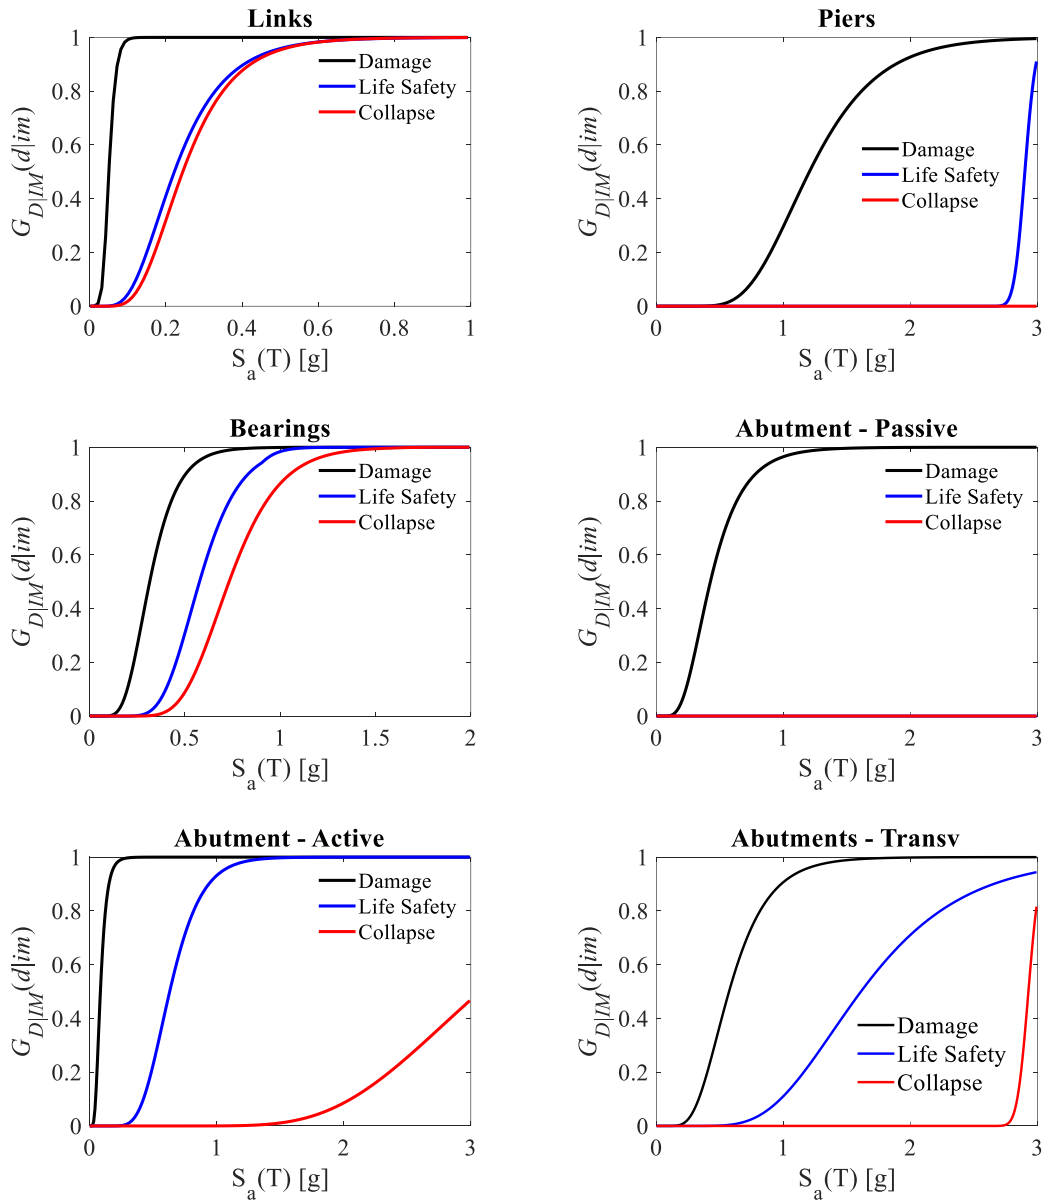 Links
G_{D|IM}(d|im)
1
0.8
0.6
0.4
0.2
0
Damage
Life Safety
Collapse
0 0.2 0.4 0.6 0.8 1
S_a(T) [g]
Piers
G_{D|IM}(d|im)
1
0.8
0.6
0.4
0.2
0
Damage
Life Safety
Collapse
0 1 2 3
S_a(T) [g]
Bearings
G_{D|IM}(d|im)
1
0.8
0.6
0.4
0.2
0
Damage
Life Safety
Collapse
0 0.5 1 1.5 2
S_a(T) [g]
Abutment - Passive
G_{D|IM}(d|im)
1
0.8
0.6
0.4
0.2
0
Damage
Life Safety
Collapse
0 1 2 3
S_a(T) [g]
Abutment - Active
G_{D|IM}(d|im)
1
0.8
0.6
0.4
0.2
0
Damage
Life Safety
Collapse
0 1 2 3
S_a(T) [g]
Abutments - Transv
G_{D|IM}(d|im)
1
0.8
0.6
0.4
0.2
0
Damage
Life Safety
Collapse
0 1 2 3
S_a(T) [g]